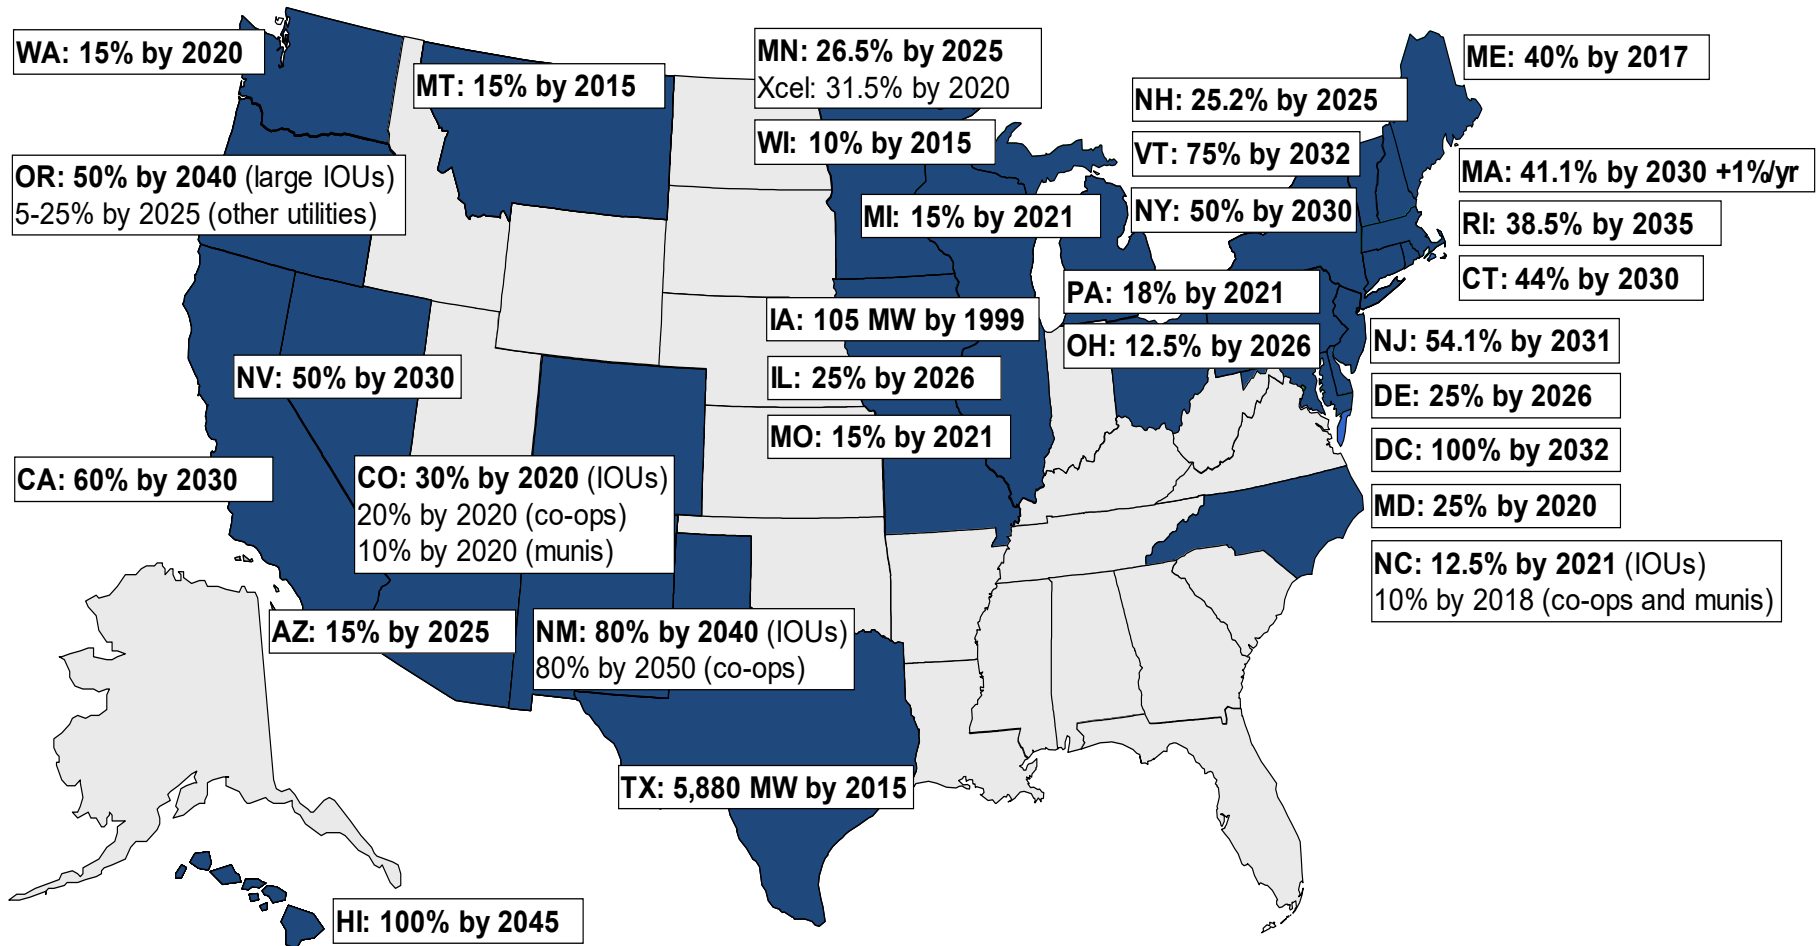 WA: 15% by 2020
MT: 15% by 2015
MN: 26.5% by 2025
Xcel: 31.5% by 2020
ME: 40% by 2017
NH: 25.2% by 2025
WI: 10% by 2015
VT: 75% by 2032
OR: 50% by 2040 (large IOUs)
5-25% by 2025 (other utilities)
MA: 41.1% by 2030 +1%/yr
MI: 15% by 2021
NY: 50% by 2030
RI: 38.5% by 2035
CT: 44% by 2030
PA: 18% by 2021
IA: 105 MW by 1999
OH: 12.5% by 2026
NJ: 54.1% by 2031
NV: 50% by 2030
IL: 25% by 2026
DE: 25% by 2026
MO: 15% by 2021
DC: 100% by 2032
CA: 60% by 2030
CO: 30% by 2020 (IOUs)
20% by 2020 (co-ops)
10% by 2020 (munis)
MD: 25% by 2020
NC: 12.5% by 2021 (IOUs)
10% by 2018 (co-ops and munis)
AZ: 15% by 2025
NM: 80% by 2040 (IOUs)
80% by 2050 (co-ops)
TX: 5,880 MW by 2015
HI: 100% by 2045